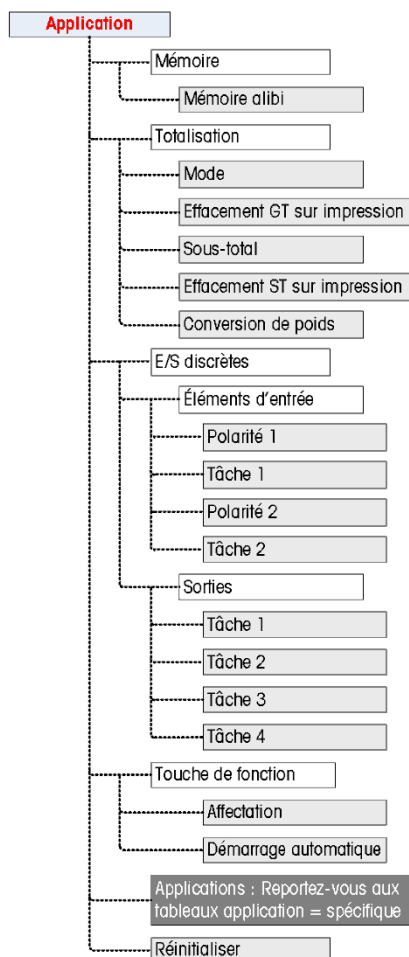 Application
Mémoire
Mémoire alibi
Totalisation
Mode
Effacement GT sur impression
Sous-total
Effacement ST sur impression
Conversion de poids
E/S discrètes
Éléments d'entrée
Polarité 1
Tâche 1
Polarité 2
Tâche 2
Sorties
Tâche 1
Tâche 2
Tâche 3
Tâche 4
Touche de fonction
Affectation
Démarrage automatique
Applications : Reportez-vous aux
tableaux application = spécifique
Réinitialiser